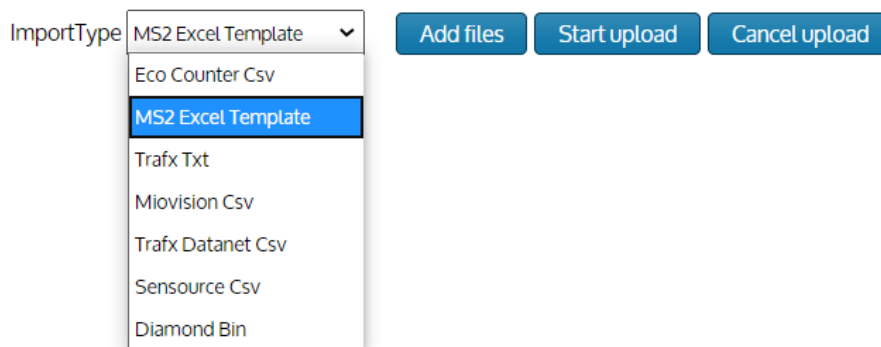 ImportType MS2 Excel Template Add files Start upload Cancel upload
Eco Counter Csv
MS2 Excel Template
Trafx Txt
Miovision Csv
Trafx Datanet Csv
Sensource Csv
Diamond Bin